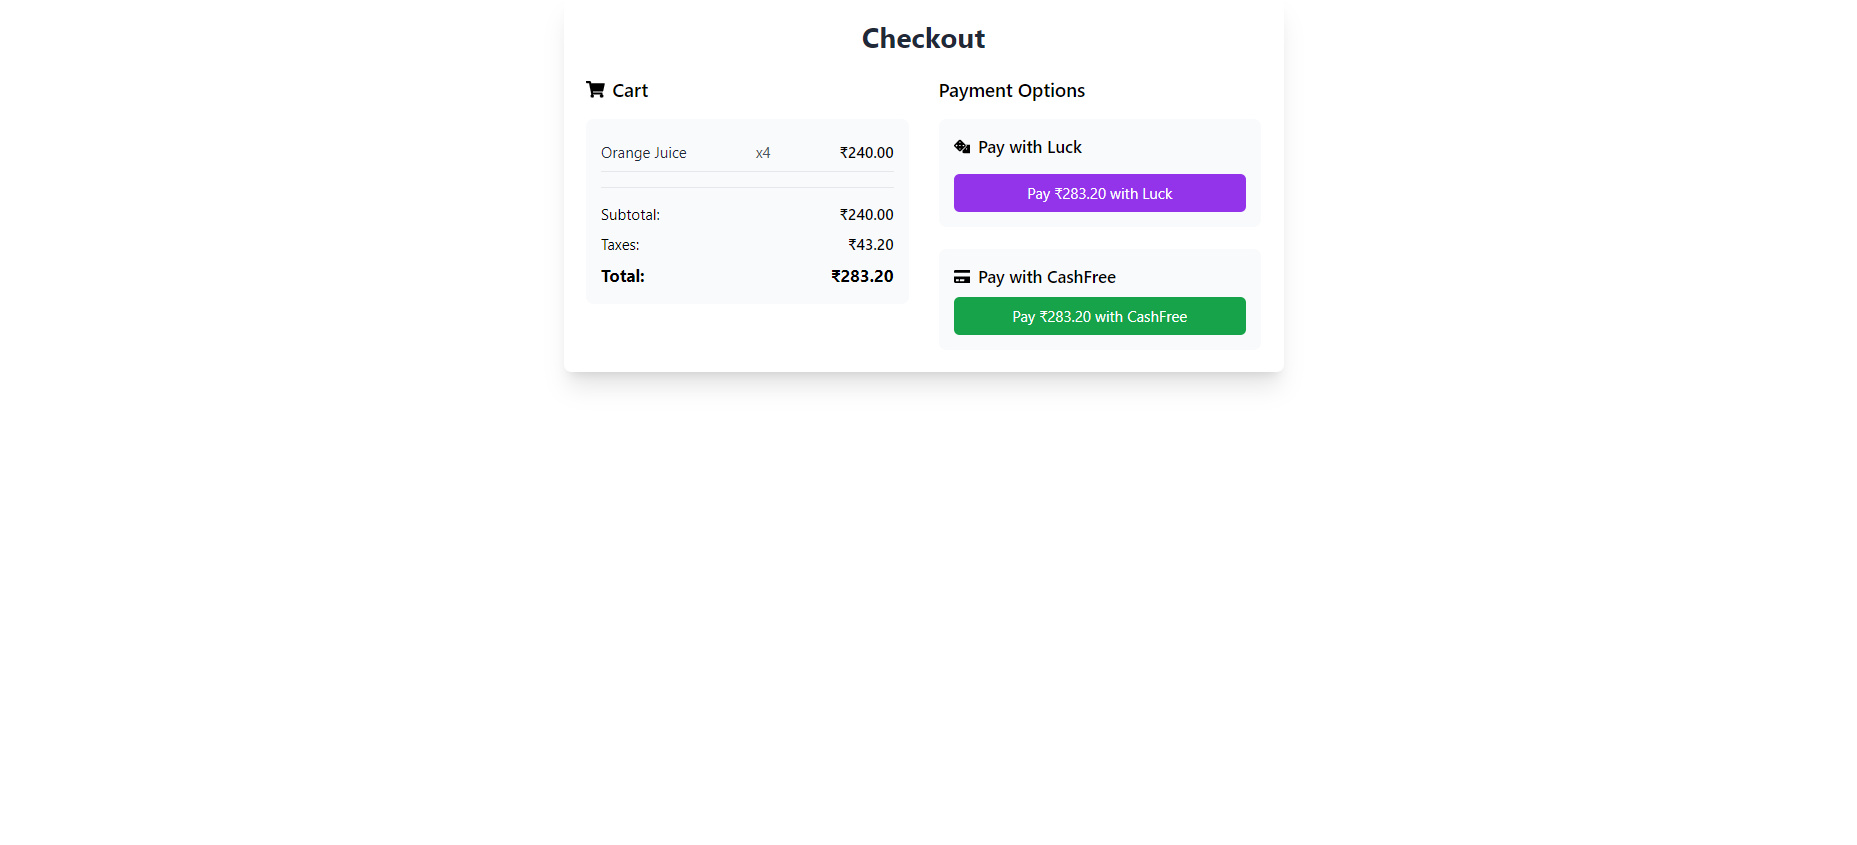 Checkout
Cart
Orange Juice x4 ₹240.00
Subtotal: ₹240.00
Taxes: ₹43.20
Total: ₹283.20
Payment Options
Pay with Luck
Pay ₹283.20 with Luck
Pay with CashFree
Pay ₹283.20 with CashFree